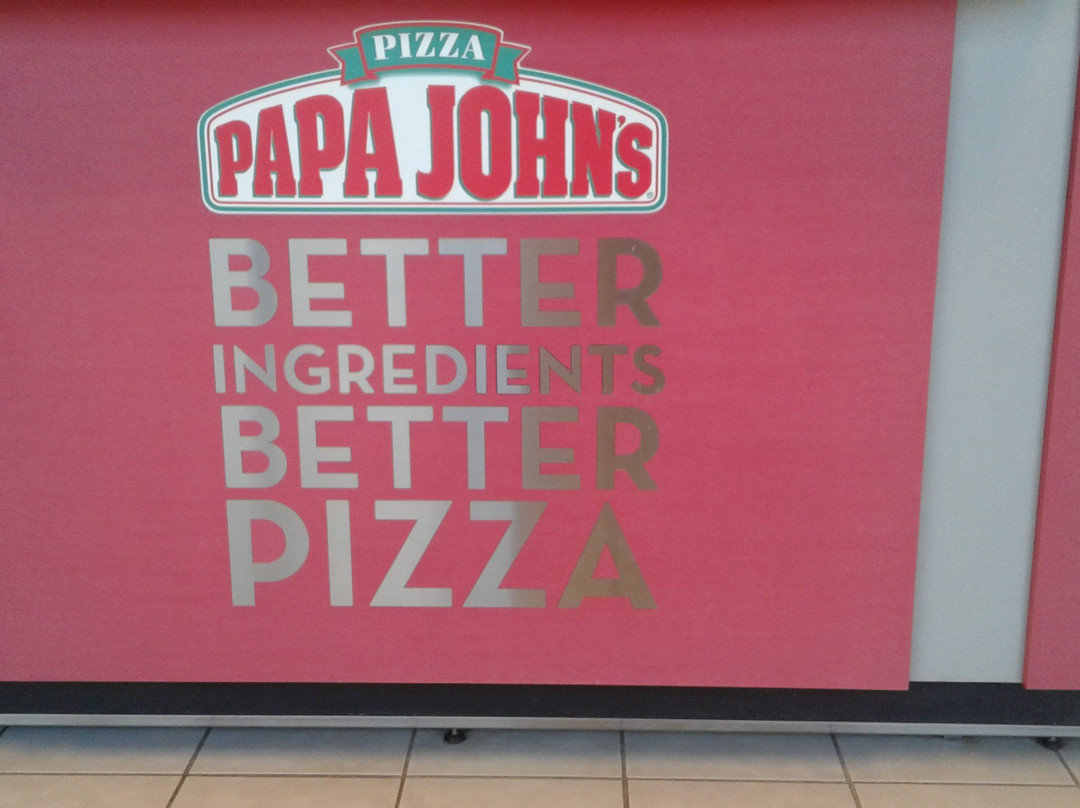 PIZZA
PAPA JOHN'S
BETTER
INGREDIENTS
BETTER
PIZZA